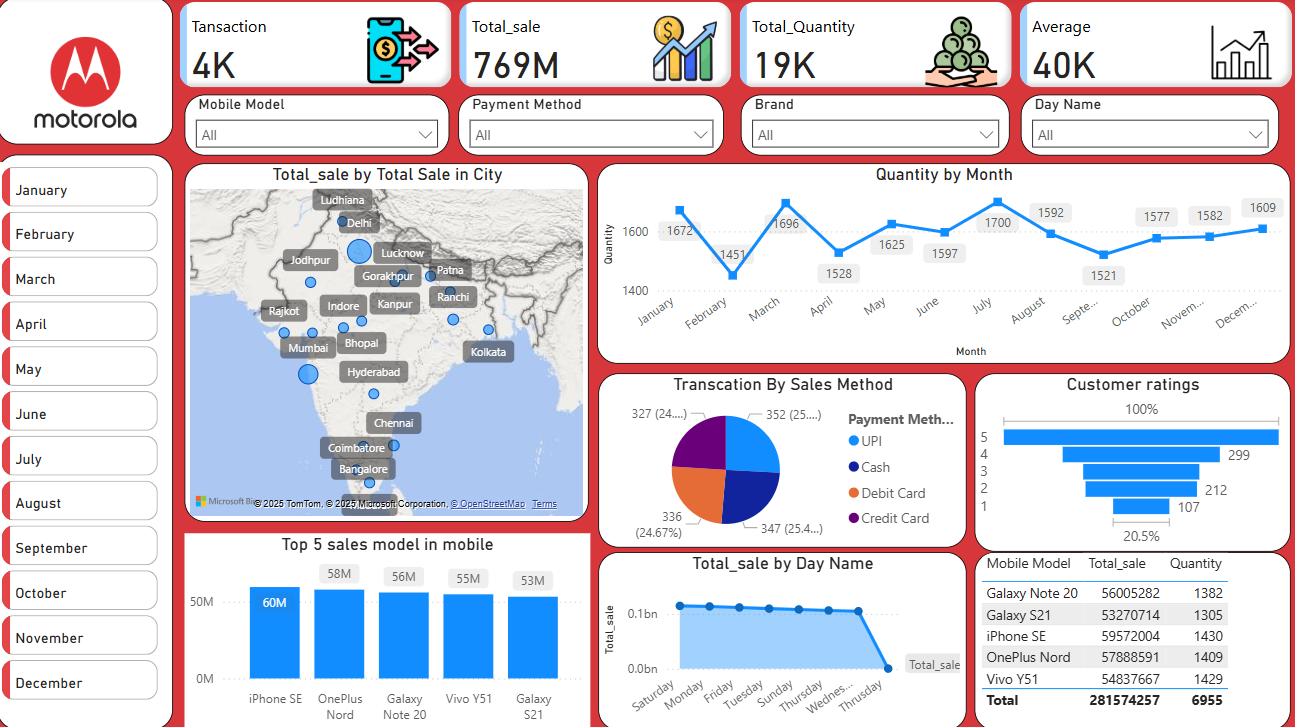 motorola
Tansaction
4K
Total_sale
769M
Total_Quantity
19K
Average
40K
Mobile Model
All
Payment Method
All
Brand
All
Day Name
All
January
February
March
April
May
June
July
August
September
October
November
December
Total_sale by Total Sale in City
Ludhiana
Delhi
Lucknow
Jodhpur
Gorakhpur
Patna
Ranchi
Kanpur
Indore
Rajkot
Mumbai
Bhopal
Kolkata
Hyderabad
Chennai
Coimbatore
Bangalore
Microsoft
© 2025 TomTom, © 2025 Microsoft Corporation, © OpenStreetMap Terms
Quantity by Month
Quantity
1600
1400
1672
1451
1696
1528
1625
1597
1700
1592
1521
1577
1582
1609
January
February
March
April
May
June
July
August
Septe...
October
Novem...
Decem...
Month
Transcation By Sales Method
327 (24....)
352 (25....)
336
(24.67%)
347 (25.4...)
Payment Meth...
UPI
Cash
Debit Card
Credit Card
Customer ratings
100%
5
4
299
3
2
212
1
107
20.5%
Top 5 sales model in mobile
50M
0M
60M
58M
56M
55M
53M
iPhone SE
OnePlus
Nord
Galaxy
Note 20
Vivo Y51
Galaxy
S21
Total_sale by Day Name
Total_sale
0.1bn
0.0bn
Saturday
Monday
Friday
Tuesday
Sunday
Thursday
Wednes...
Thrusday
Total_sale
Mobile Model Total_sale Quantity
Galaxy Note 20 56005282 1382
Galaxy S21 53270714 1305
iPhone SE 59572004 1430
OnePlus Nord 57888591 1409
Vivo Y51 54837667 1429
Total 281574257 6955